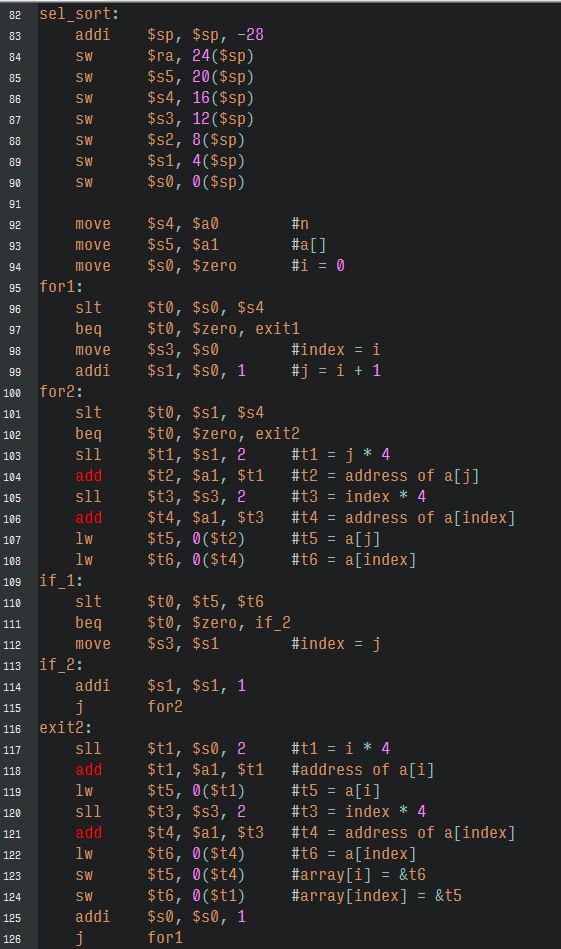 82 sel_sort:
83     addi    $sp, $sp, -28
84     sw      $ra, 24($sp)
85     sw      $s5, 20($sp)
86     sw      $s4, 16($sp)
87     sw      $s3, 12($sp)
88     sw      $s2, 8($sp)
89     sw      $s1, 4($sp)
90     sw      $s0, 0($sp)
91
92     move    $s4, $a0        #n
93     move    $s5, $a1        #a[]
94     move    $s0, $zero      #i = 0
95 for1:
96     slt     $t0, $s0, $s4
97     beq     $t0, $zero, exit1
98     move    $s3, $s0        #index = i
99     addi    $s1, $s0, 1     #j = i + 1
100 for2:
101     slt     $t0, $s1, $s4
102     beq     $t0, $zero, exit2
103     sll     $t1, $s1, 2     #t1 = j * 4
104     add     $t2, $a1, $t1   #t2 = address of a[j]
105     sll     $t3, $s3, 2     #t3 = index * 4
106     add     $t4, $a1, $t3   #t4 = address of a[index]
107     lw      $t5, 0($t2)     #t5 = a[j]
108     lw      $t6, 0($t4)     #t6 = a[index]
109 if_1:
110     slt     $t0, $t5, $t6
111     beq     $t0, $zero, if_2
112     move    $s3, $s1        #index = j
113 if_2:
114     addi    $s1, $s1, 1
115     j       for2
116 exit2:
117     sll     $t1, $s0, 2     #t1 = i * 4
118     add     $t1, $a1, $t1   #address of a[i]
119     lw      $t5, 0($t1)     #t5 = a[i]
120     sll     $t3, $s3, 2     #t3 = index * 4
121     add     $t4, $a1, $t3   #t4 = address of a[index]
122     lw      $t6, 0($t4)     #t6 = a[index]
123     sw      $t5, 0($t4)     #array[i] = &t6
124     sw      $t6, 0($t1)     #array[index] = &t5
125     addi    $s0, $s0, 1
126     j       for1